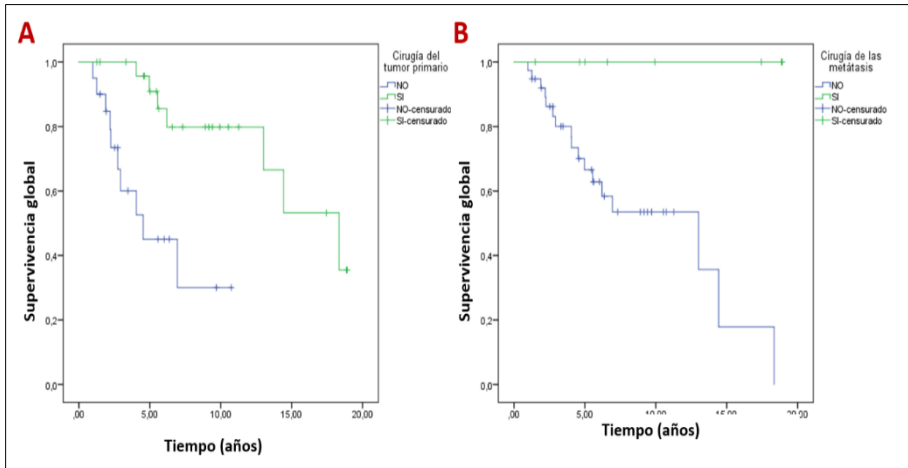 A
Cirugía del
tumor primario
NO
SI
NO-censurado
SI-censurado
Supervivencia global
1,0
0,8
0,6
0,4
0,2
0,0
,00
5,00
10,00
15,00
20,00
Tiempo (años)
B
Cirugía de las
metátasis
NO
SI
NO-censurado
SI-censurado
Supervivencia global
1,0
0,8
0,6
0,4
0,2
0,0
,00
5,00
10,00
15,00
20,00
Tiempo (años)